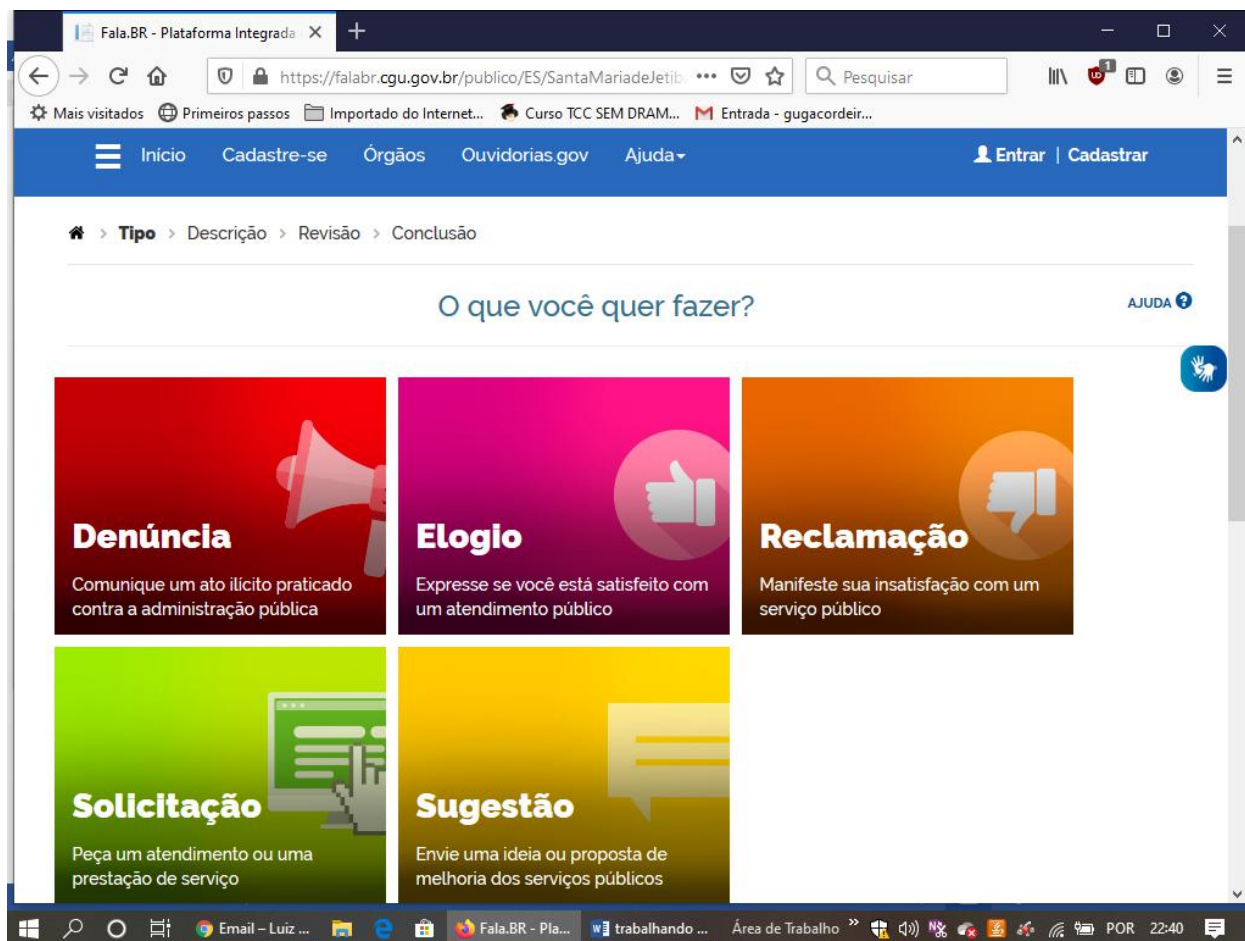 Fala.BR - Plataforma Integrada
https://falabr.cgu.gov.br/publico/ES/SantaMariadeJetib
Pesquisar
1
Mais visitados Primeiros passos Importado do Internet... Curso TCC SEM DRAM... Entrada - gugacordeir...
Início Cadastre-se Órgãos Ouvidorias.gov Ajuda Entrar | Cadastrar
> Tipo > Descrição > Revisão > Conclusão
O que você quer fazer?
AJUDA ?
Denúncia
Comunique um ato ilícito praticado
contra a administração pública
Elogio
Expresse se você está satisfeito com
um atendimento público
Reclamação
Manifeste sua insatisfação com um
serviço público
Solicitação
Peça um atendimento ou uma
prestação de serviço
Sugestão
Envie uma ideia ou proposta de
melhoria dos serviços públicos
Email – Luiz ... Fala.BR - Pla... trabalhando ... Área de Trabalho » POR 22:40